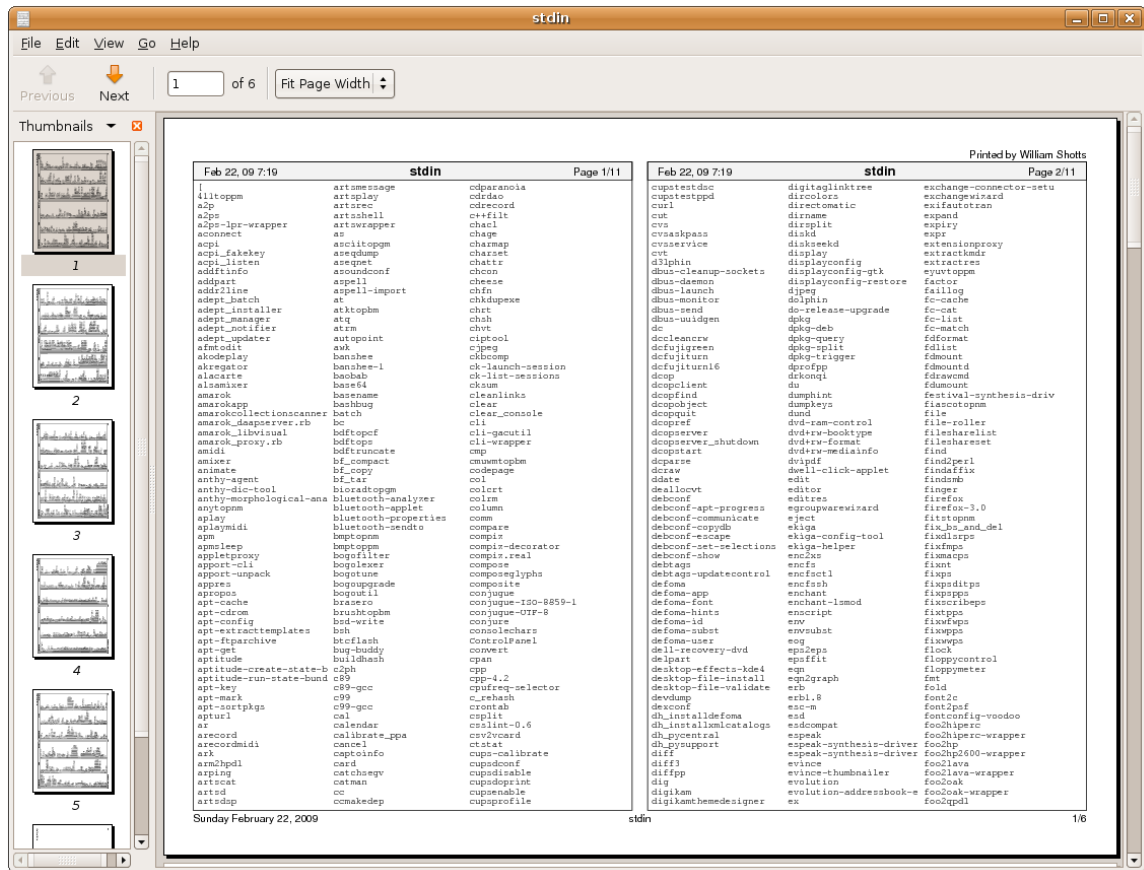 stdin
File Edit View Go Help
Previous Next 1 of 6 Fit Page Width
Thumbnails
1
2
3
4
5
Printed by William Shotts
Feb 22, 09 7:19 stdin Page 1/11
[
411toppm
a2p
a2ps
a2ps-lpr-wrapper
aconnect
acpi
acpi_fakekey
acpi_listen
addftinfo
addpart
addr2line
adept_batch
adept_installer
adept_manager
adept_notifier
adept_updater
afmtodit
akodeplay
akregator
alacarte
alsamixer
amarok
amarokapp
amarokcollectionscanner
amarok_daapserver.rb
amarok_libvisual
amarok_proxy.rb
amidi
amixer
animate
anthy-agent
anthy-dic-tool
anthy-morphological-ana
anytopnm
aplay
aplaymidi
apm
apmsleep
appletproxy
apport-cli
apport-unpack
appres
apropos
apt-cache
apt-cdrom
apt-config
apt-extracttemplates
apt-ftparchive
apt-get
aptitude
aptitude-create-state-b
aptitude-run-state-bund
apt-key
apt-mark
apt-sortpkgs
apturl
ar
arecord
arecordmidi
ark
arm2hpdl
arping
artscat
artsd
artsdsp
artsmessage
artsplay
artsrec
artsshell
artswrapper
as
asciitopgm
aseqdump
aseqnet
asoundconf
aspell
aspell-import
at
atktopbm
atq
atrm
autopoint
awk
banshee
banshee-1
baobab
base64
basename
bashbug
batch
bc
bdftopcf
bdftops
bdftruncate
bf_compact
bf_copy
bf_tar
bioradtopgm
bluetooth-analyzer
bluetooth-applet
bluetooth-properties
bluetooth-sendto
bmptopnm
bmptoppm
bogofilter
bogolexer
bogotune
bogoupgrade
bogoutil
brasero
brushtopbm
bsd-write
bsh
btcflash
bug-buddy
buildhash
c2ph
c89
c89-gcc
c99
c99-gcc
cal
calendar
calibrate_ppa
cancel
captoinfo
card
catchsegv
catman
cc
ccmakedep
cdparanoia
cdrdao
cdrecord
c++filt
chacl
chage
charmap
charset
chattr
chcon
cheese
chfn
chkdupexe
chrt
chsh
chvt
ciptool
cjpeg
ckbcomp
ck-launch-session
ck-list-sessions
cksum
cleanlinks
clear
clear_console
cli
cli-gacutil
cli-wrapper
cmp
cmuwmtopbm
codepage
col
colcrt
colrm
column
comm
compare
compiz
compiz-decorator
compiz.real
compose
composeglyphs
composite
conjugue
conjugue-ISO-8859-1
conjugue-UTF-8
conjure
consolechars
ControlPanel
convert
cpan
cpp
cpp-4.2
cpufreq-selector
c_rehash
crontab
csplit
csslint-0.6
csv2vcard
ctstat
cups-calibrate
cupsdconf
cupsdisable
cupsdoprint
cupsenable
cupsprofile
Feb 22, 09 7:19 stdin Page 2/11
cupstestdsc
cupstestppd
curl
cut
cvs
cvsaskpass
cvsservice
cvt
d3lphin
dbus-cleanup-sockets
dbus-daemon
dbus-launch
dbus-monitor
dbus-send
dbus-uuidgen
dc
dccleancrw
dcfujigreen
dcfujiturn
dcfujiturn16
dcop
dcopclient
dcopfind
dcopobject
dcopquit
dcopref
dcopserver
dcopserver_shutdown
dcopstart
dcparse
dcraw
ddate
deallocvt
debconf
debconf-apt-progress
debconf-communicate
debconf-copydb
debconf-escape
debconf-set-selections
debconf-show
debtags
debtags-updatecontrol
defoma
defoma-app
defoma-font
defoma-hints
defoma-id
defoma-subst
defoma-user
dell-recovery-dvd
delpart
desktop-effects-kde4
desktop-file-install
desktop-file-validate
devdump
dexconf
dh_installdefoma
dh_installxmlcatalogs
dh_pycentral
dh_pysupport
diff
diff3
diffpp
dig
digikam
digikamthemedesigner
digitaglinktree
dircolors
directomatic
dirname
dirsplit
diskd
diskseekd
display
displayconfig
displayconfig-gtk
displayconfig-restore
djpeg
dolphin
do-release-upgrade
dpkg
dpkg-deb
dpkg-query
dpkg-split
dpkg-trigger
dprofpp
drkonqi
du
dumphint
dumpkeys
dund
dvd-ram-control
dvd+rw-booktype
dvd+rw-format
dvd+rw-mediainfo
dvipdf
dwell-click-applet
edit
editor
editres
egroupwarewizard
eject
ekiga
ekiga-config-tool
ekiga-helper
enc2xs
encfs
encfsctl
encfssh
enchant
enchant-lsmod
enscript
env
envsubst
eog
eps2eps
epsffit
eqn
eqn2graph
erb
erb1.8
esc-m
esd
esdcompat
espeak
espeak-synthesis-driver
espeak-synthesis-driver
evince
evince-thumbnailer
evolution
evolution-addressbook-e
ex
exchange-connector-setu
exchangewizard
exifautotran
expand
expiry
expr
extensionproxy
extractkmdr
extractres
eyuvtoppm
factor
faillog
fc-cache
fc-cat
fc-list
fc-match
fdformat
fdlist
fdmount
fdmountd
fdrawcmd
fdumount
festival-synthesis-driv
fiascotopnm
file
file-roller
filesharelist
fileshareset
find
find2perl
findaffix
findsmb
finger
firefox
firefox-3.0
fitstopnm
fix_bs_and_del
fixdlsrps
fixfmps
fixmacps
fixnt
fixps
fixpsditps
fixpspps
fixscribeps
fixtpps
fixwfwps
fixwpps
fixwwps
flock
floppycontrol
floppymeter
fmt
fold
font2c
font2psf
fontconfig-voodoo
foo2hiperc
foo2hiperc-wrapper
foo2hp
foo2hp2600-wrapper
foo2lava
foo2lava-wrapper
foo2oak
foo2oak-wrapper
foo2qpdl
Sunday February 22, 2009 stdin 1/6